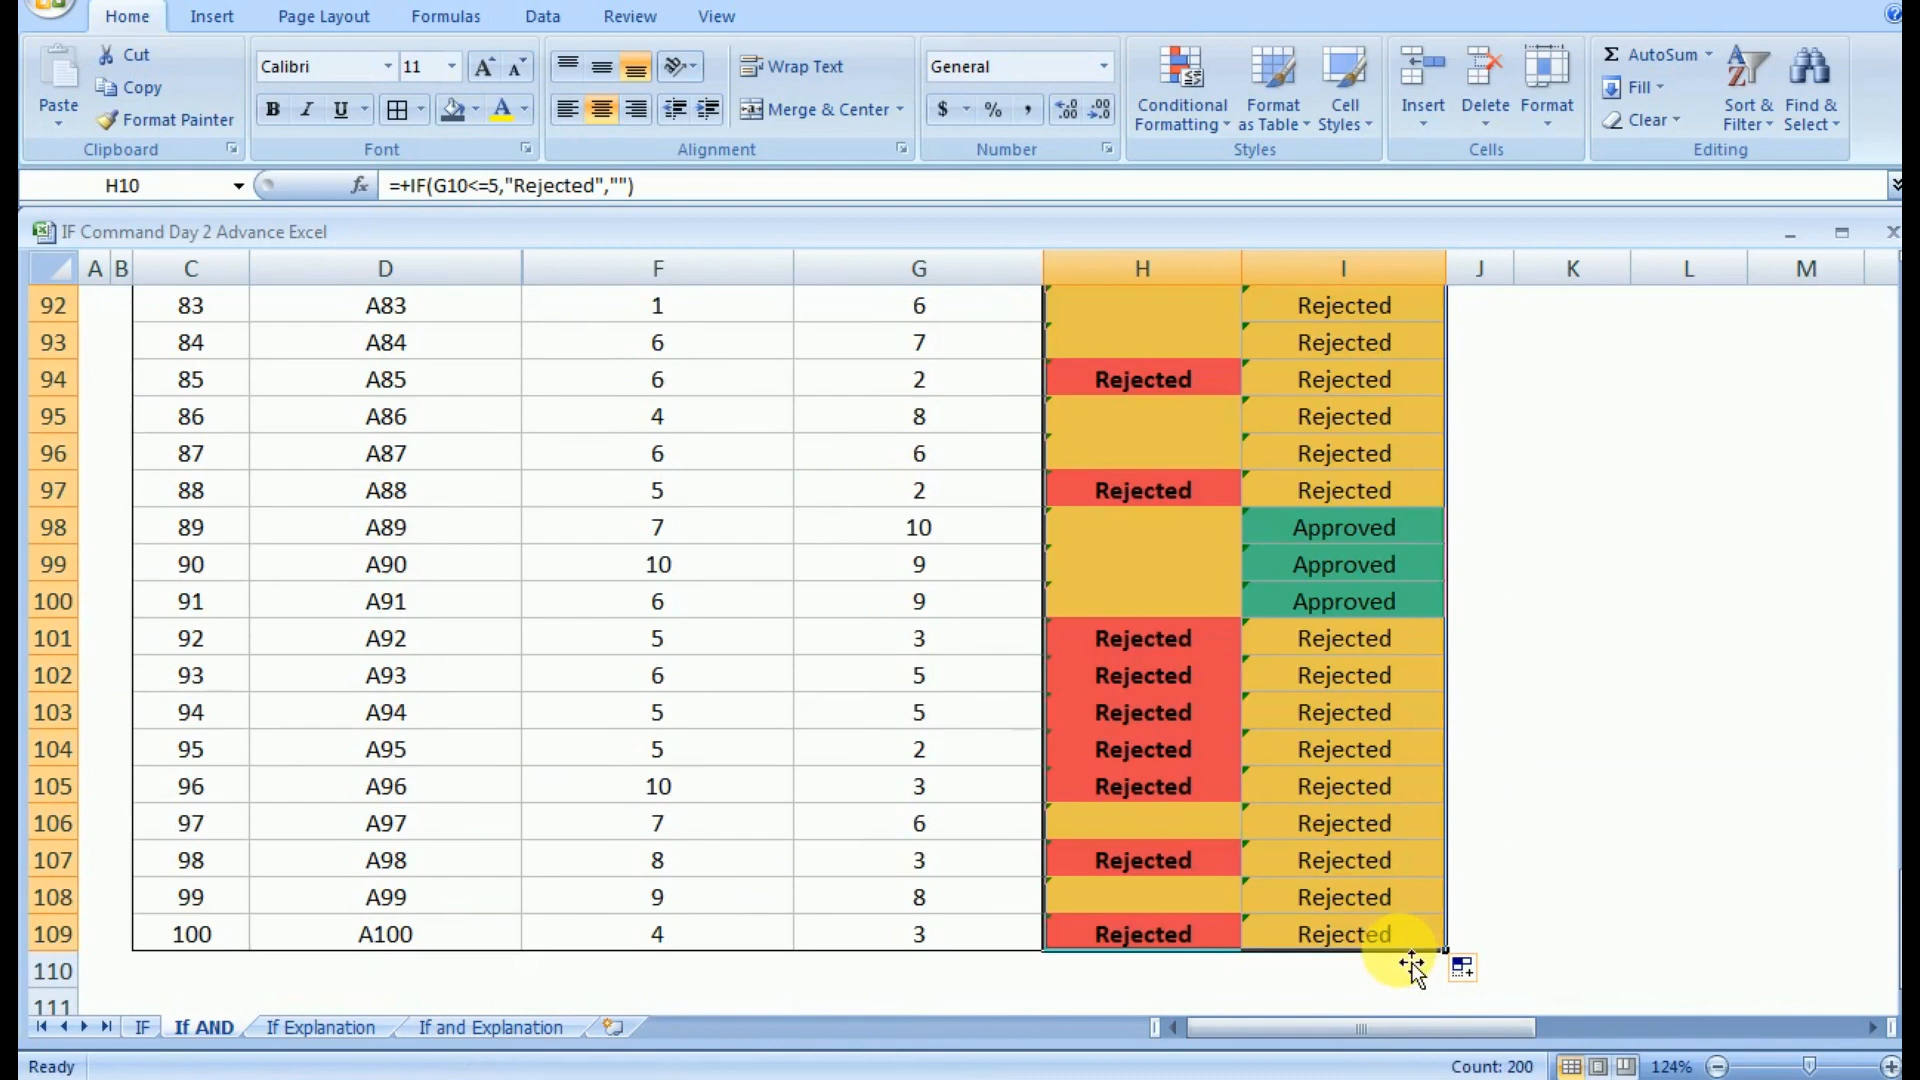 Home Insert Page Layout Formulas Data Review View
Cut
Copy
Format Painter
Paste
Clipboard
Calibri 11
B I U
Font
Wrap Text
Merge & Center
Alignment
General
$ % ,
Number
Conditional Formatting
Format as Table
Cell Styles
Styles
Insert Delete Format
Cells
Σ AutoSum
Fill
Clear
Sort & Filter
Find & Select
Editing
H10 fx =+IF(G10<=5,"Rejected","")
IF Command Day 2 Advance Excel
A B C D F G H I J K L M
92 83 A83 1 6 Rejected
93 84 A84 6 7 Rejected
94 85 A85 6 2 Rejected Rejected
95 86 A86 4 8 Rejected
96 87 A87 6 6 Rejected
97 88 A88 5 2 Rejected Rejected
98 89 A89 7 10 Approved
99 90 A90 10 9 Approved
100 91 A91 6 9 Approved
101 92 A92 5 3 Rejected Rejected
102 93 A93 6 5 Rejected Rejected
103 94 A94 5 5 Rejected Rejected
104 95 A95 5 2 Rejected Rejected
105 96 A96 10 3 Rejected Rejected
106 97 A97 7 6 Rejected
107 98 A98 8 3 Rejected Rejected
108 99 A99 9 8 Rejected
109 100 A100 4 3 Rejected Rejected
110
111
IF If AND If Explanation If and Explanation
Ready Count: 200 124%